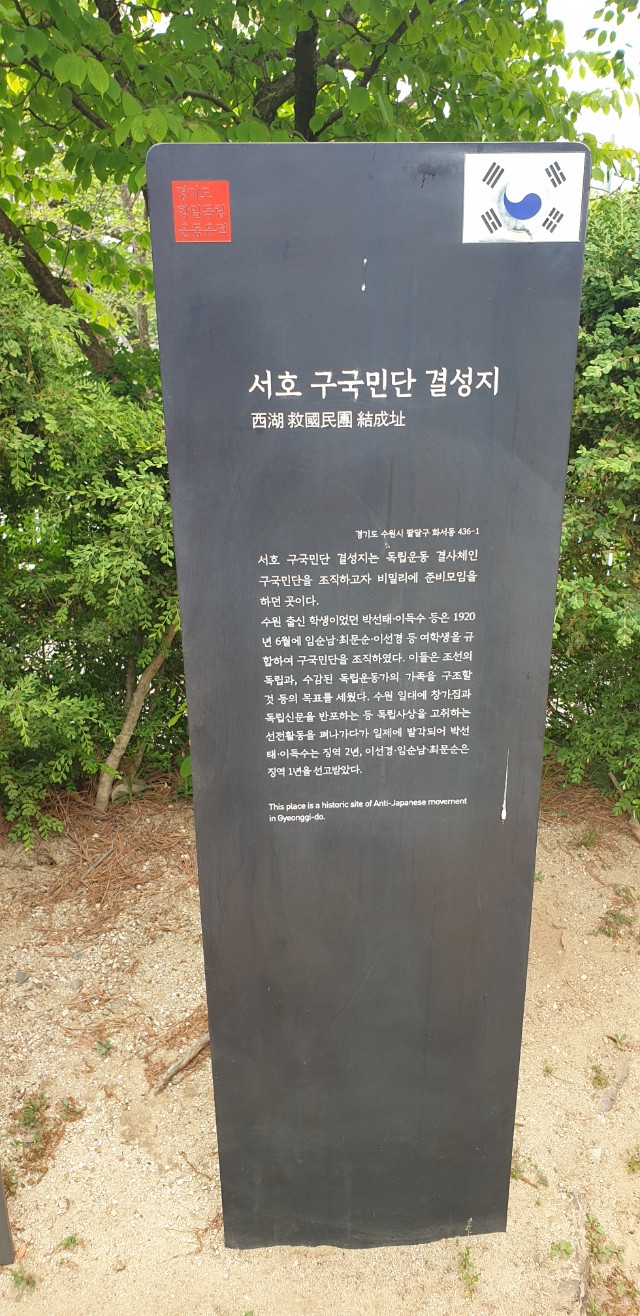 경기도
항일독립
운동유적
서호 구국민단 결성지
西湖 救國民團 結成址
경기도 수원시 팔달구 화서동 436-1
서호 구국민단 결성지는 독립운동 결사체인
구국민단을 조직하고자 비밀리에 준비모임을
하던 곳이다.
수원 출신 학생이었던 박선태·이득수 등은 1920
년 6월에 임순남·최문순·이선경 등 여학생을 규
합하여 구국민단을 조직하였다. 이들은 조선의
독립과, 수감된 독립운동가의 가족을 구조할
것 등의 목표를 세웠다. 수원 일대에 창가집과
독립신문을 반포하는 등 독립사상을 고취하는
선전활동을 펴나가다가 일제에 발각되어 박선
태·이득수는 징역 2년, 이선경·임순남·최문순은
징역 1년을 선고받았다.
This place is a historic site of Anti-Japanese movement
in Gyeonggi-do.